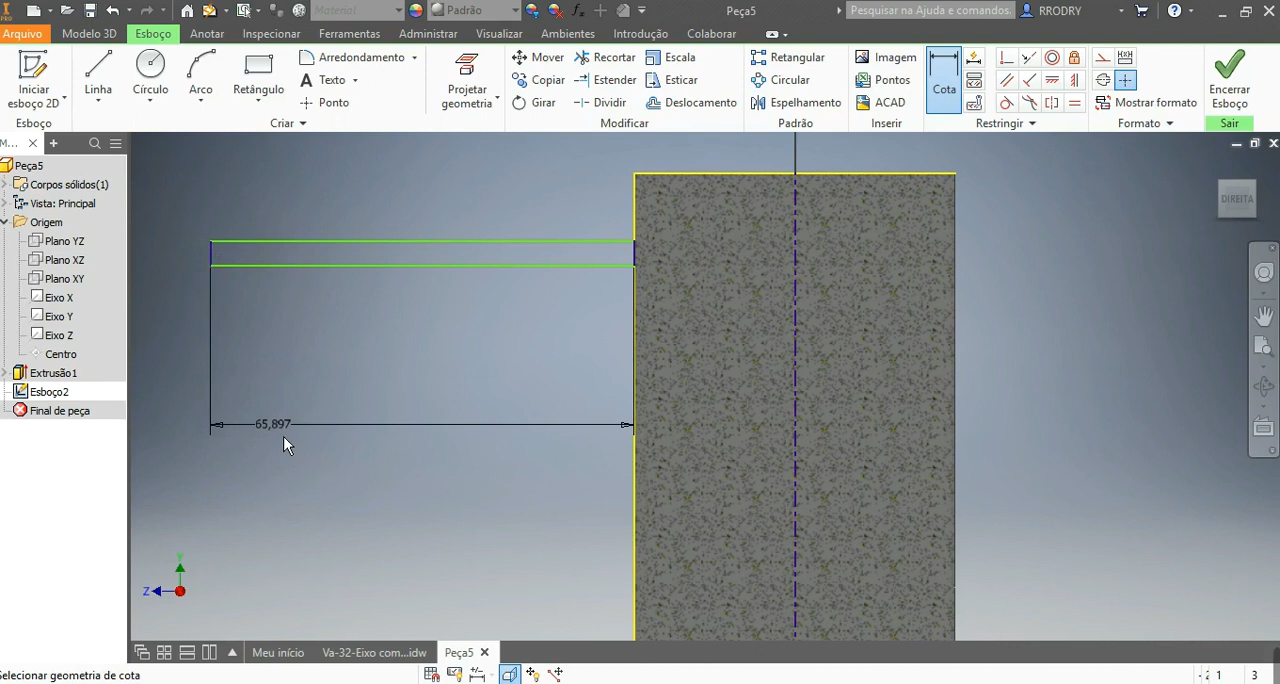 PRO
Material
Padrão
Peça5
Pesquisar na Ajuda e comandos.
RRODRY
Arquivo
Modelo 3D
Esboço
Anotar
Inspecionar
Ferramentas
Administrar
Visualizar
Ambientes
Introdução
Colaborar
Iniciar
esboço 2D
Linha
Círculo
Arco
Retângulo
Arredondamento
Texto
Ponto
Projetar
geometria
Mover
Recortar
Escala
Copiar
Estender
Esticar
Girar
Dividir
Deslocamento
Retangular
Circular
Espelhamento
Imagem
Pontos
ACAD
Cota
Mostrar formato
Encerrar
Esboço
Esboço
Criar
Modificar
Padrão
Inserir
Restringir
Formato
Sair
M...
Peça5
Corpos sólidos(1)
Vista: Principal
Origem
Plano YZ
Plano XZ
Plano XY
Eixo X
Eixo Y
Eixo Z
Centro
Extrusão1
Esboço2
Final de peça
65,897
DIREITA
Y
Z
Meu início
Va-32-Eixo com...idw
Peça5
Selecionar geometria de cota
1
3